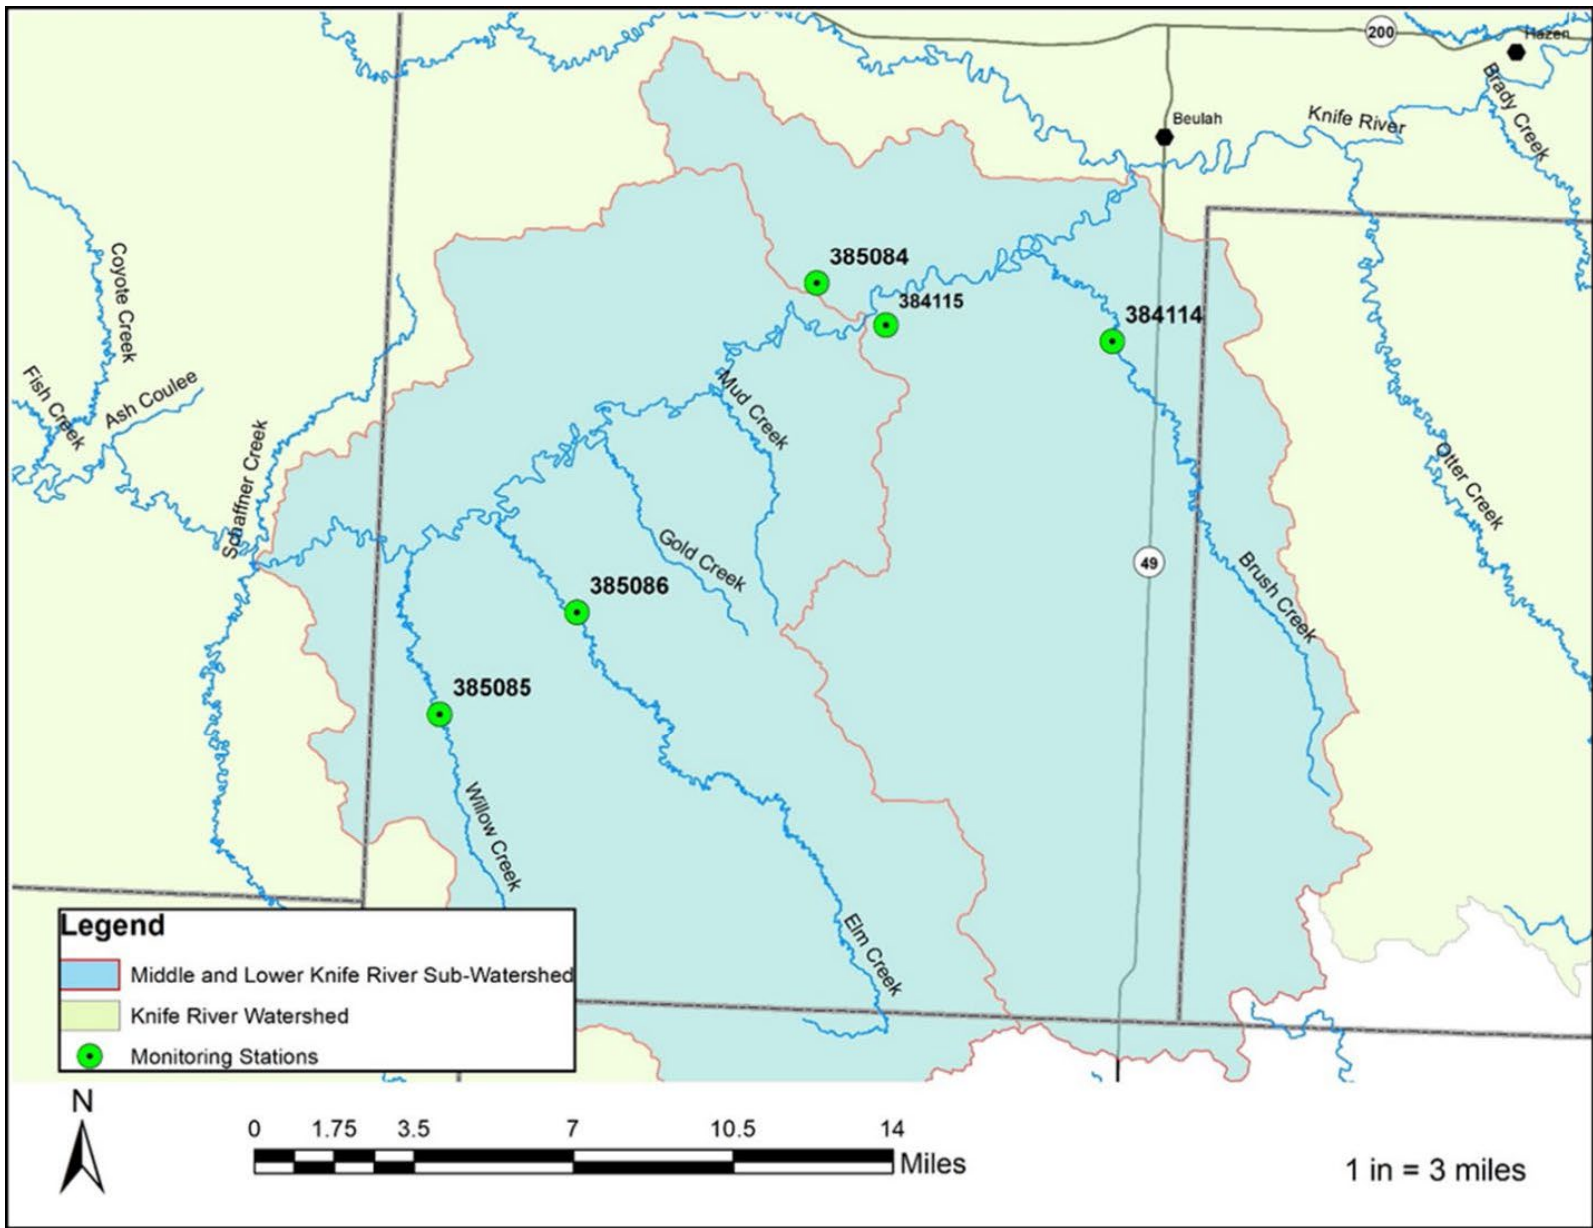 200
Hazen
Beulah
Knife River
Brady Creek
Coyote Creek
385084
384115
384114
Fish Creek
Ash Coulee
Mud Creek
Schaffner Creek
Otter Creek
Gold Creek
49
Brush Creek
385086
385085
Willow Creek
Elm Creek
Legend
Middle and Lower Knife River Sub-Watershed
Knife River Watershed
Monitoring Stations
N
0 1.75 3.5 7 10.5 14
Miles
1 in = 3 miles